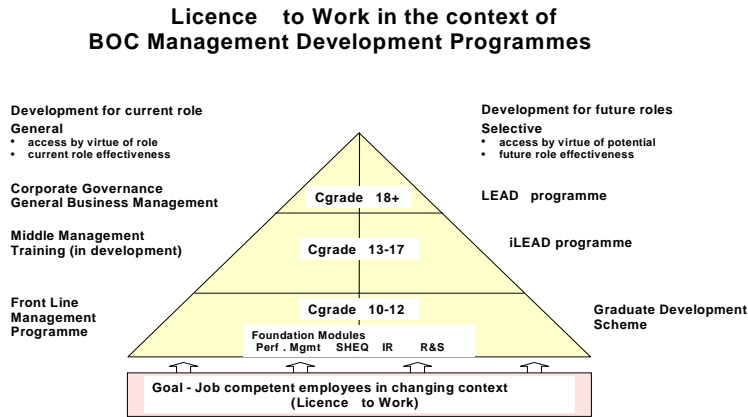 Licence to Work in the context of
BOC Management Development Programmes
Development for current role
General
• access by virtue of role
• current role effectiveness
Development for future roles
Selective
• access by virtue of potential
• future role effectiveness
Corporate Governance
General Business Management
Cgrade 18+
LEAD programme
Middle Management
Training (in development)
Cgrade 13-17
iLEAD programme
Front Line
Management
Programme
Cgrade 10-12
Graduate Development
Scheme
Foundation Modules
Perf . Mgmt SHEQ IR R&S
Goal - Job competent employees in changing context
(Licence to Work)